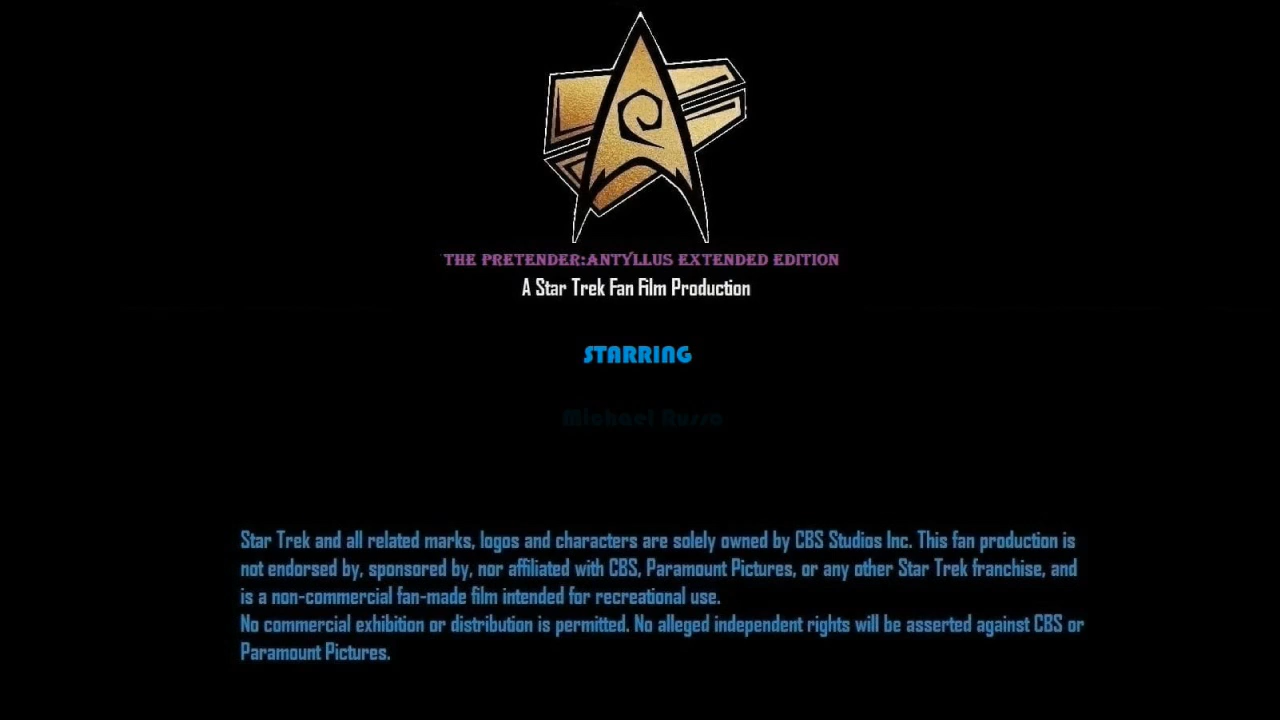 THE PRETENDER:ANTYLLUS EXTENDED EDITION
A Star Trek Fan Film Production
STARRING
Michael Russo
Star Trek and all related marks, logos and characters are solely owned by CBS Studios Inc. This fan production is
not endorsed by, sponsored by, nor affiliated with CBS, Paramount Pictures, or any other Star Trek franchise, and
is a non-commercial fan-made film intended for recreational use.
No commercial exhibition or distribution is permitted. No alleged independent rights will be asserted against CBS or
Paramount Pictures.